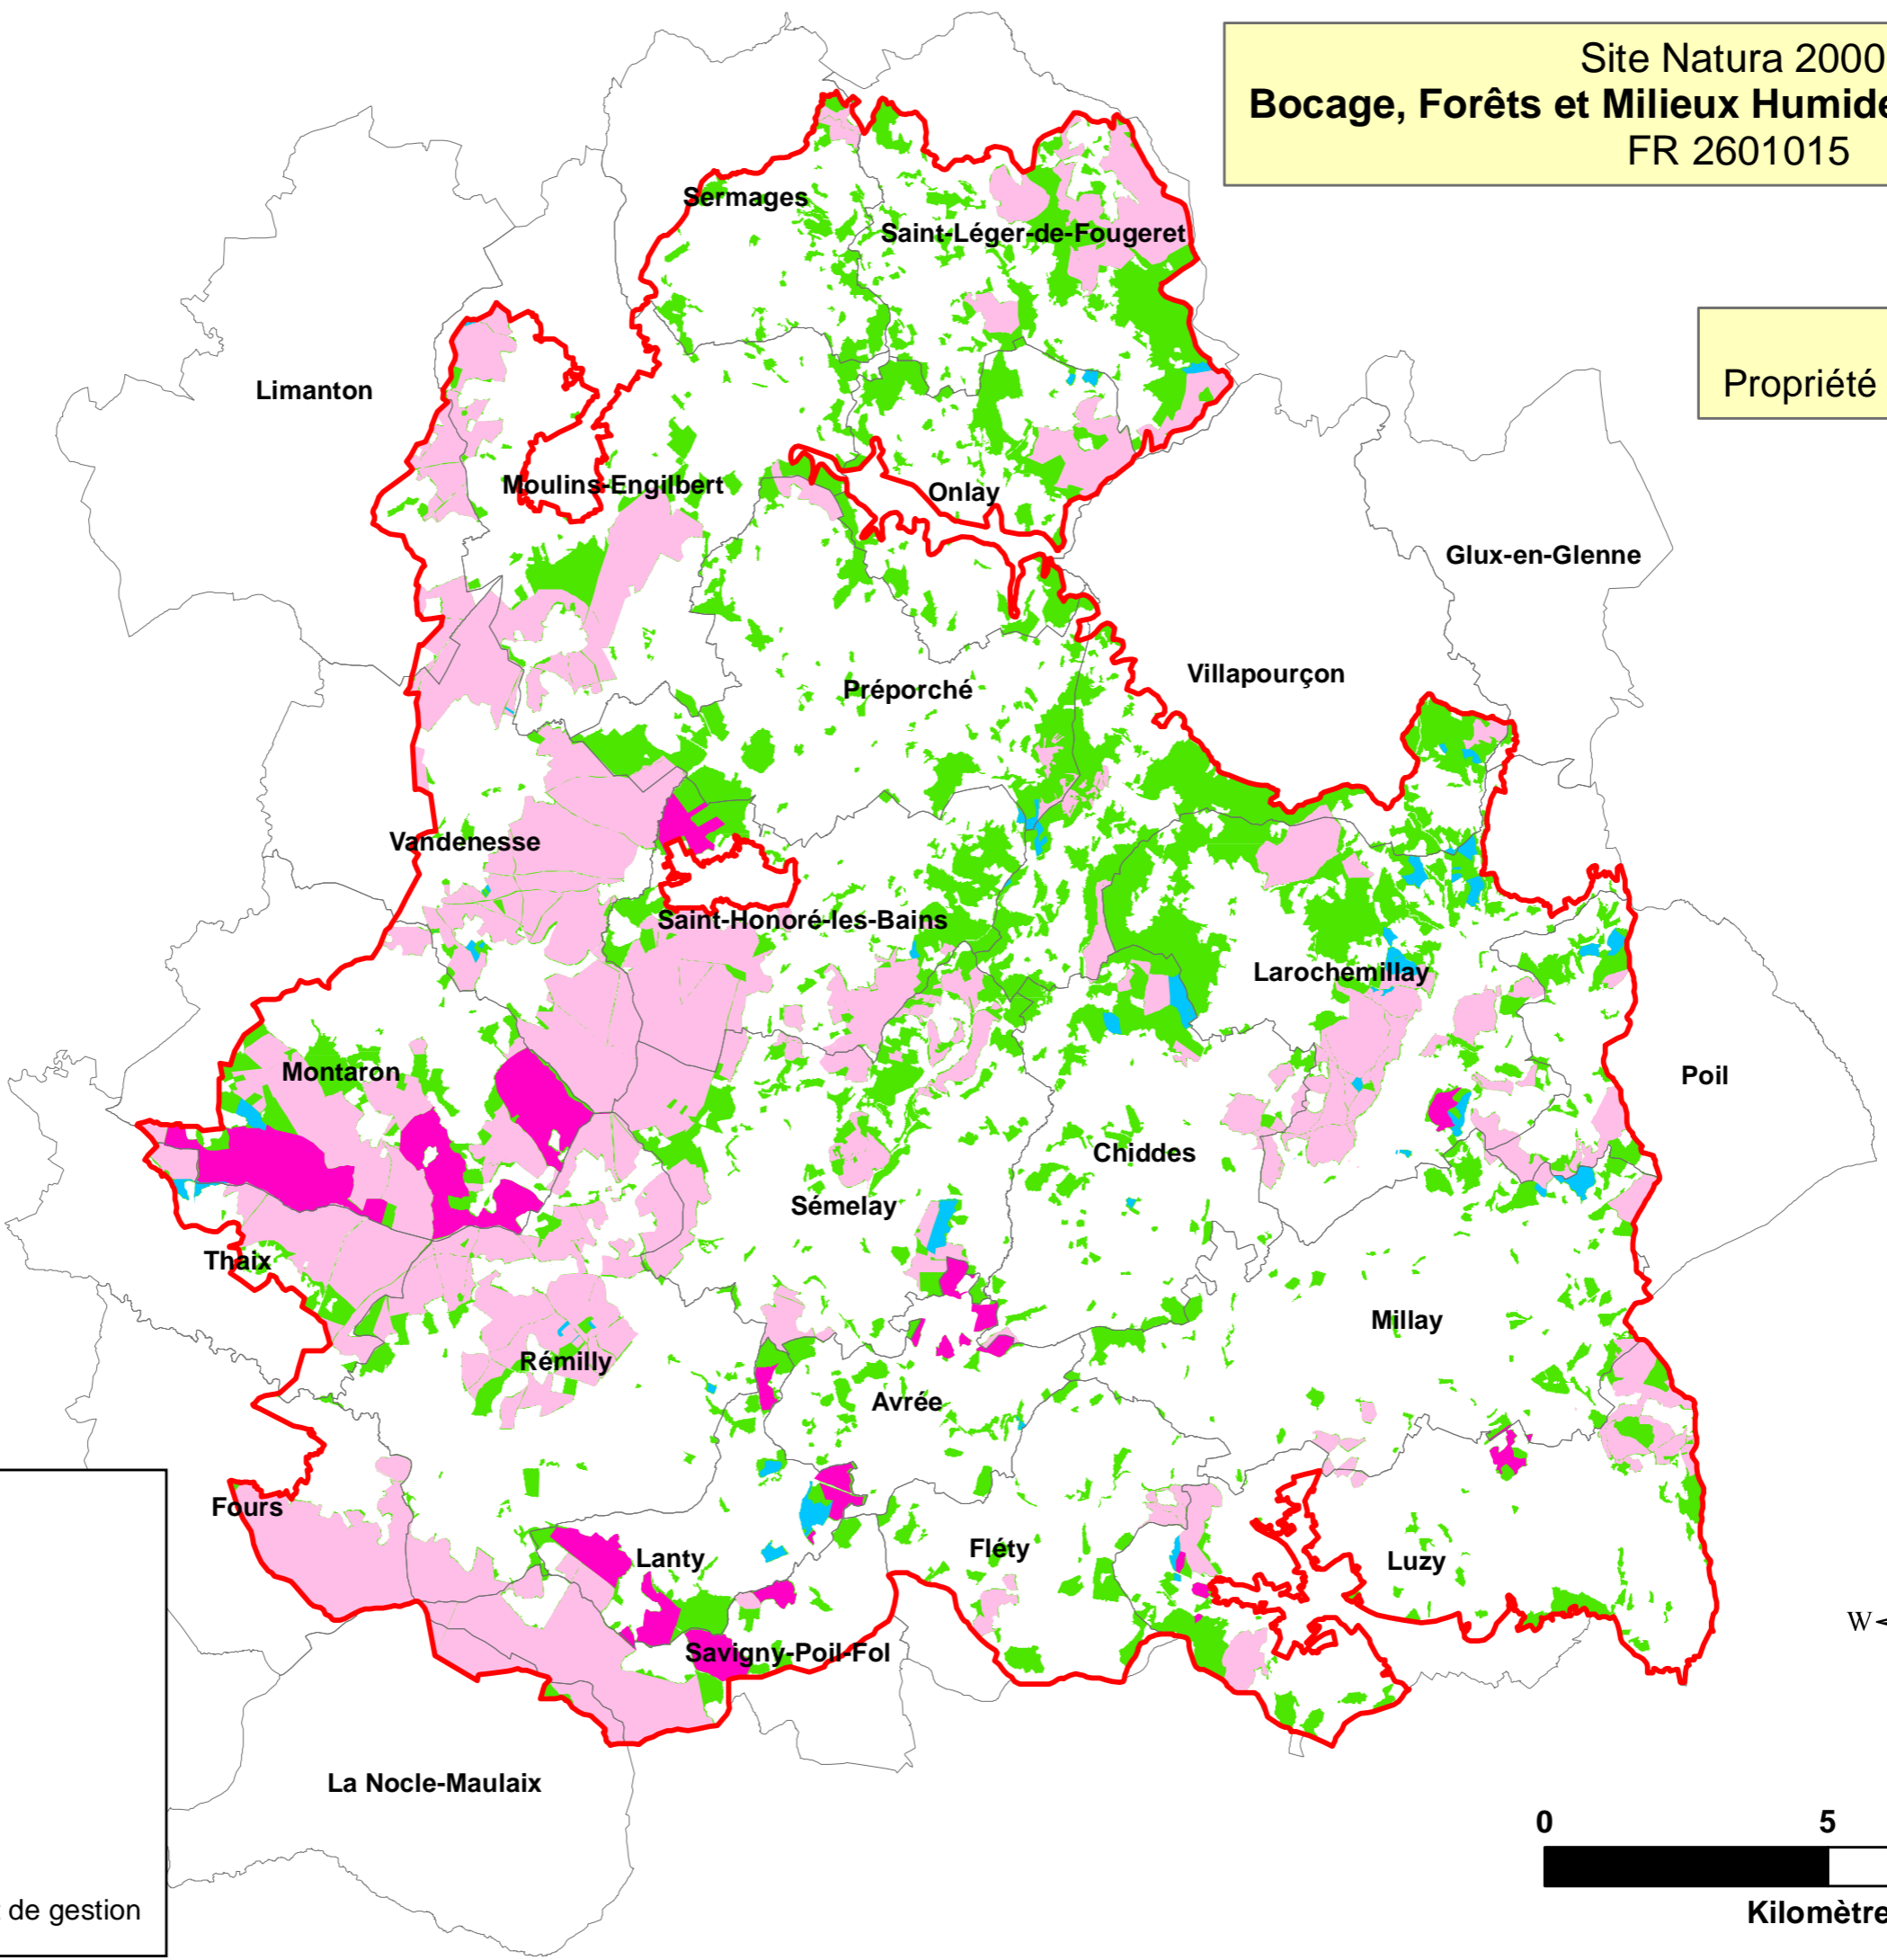 Site Natura 2000
Bocage, Forêts et Milieux Humide
FR 2601015
Propriété
Sermages
Saint-Léger-de-Fougeret
Limanton
Moulins-Engilbert
Onlay
Glux-en-Glenne
Villapourçon
Préporché
Vandenesse
Saint-Honoré-les-Bains
Larochemillay
Montaron
Poil
Chiddes
Sémelay
Thaix
Millay
Rémilly
Avrée
Fours
Fléty
Lanty
Luzy
W
Savigny-Poil-Fol
La Nocle-Maulaix
0 5
Kilomètre
de gestion